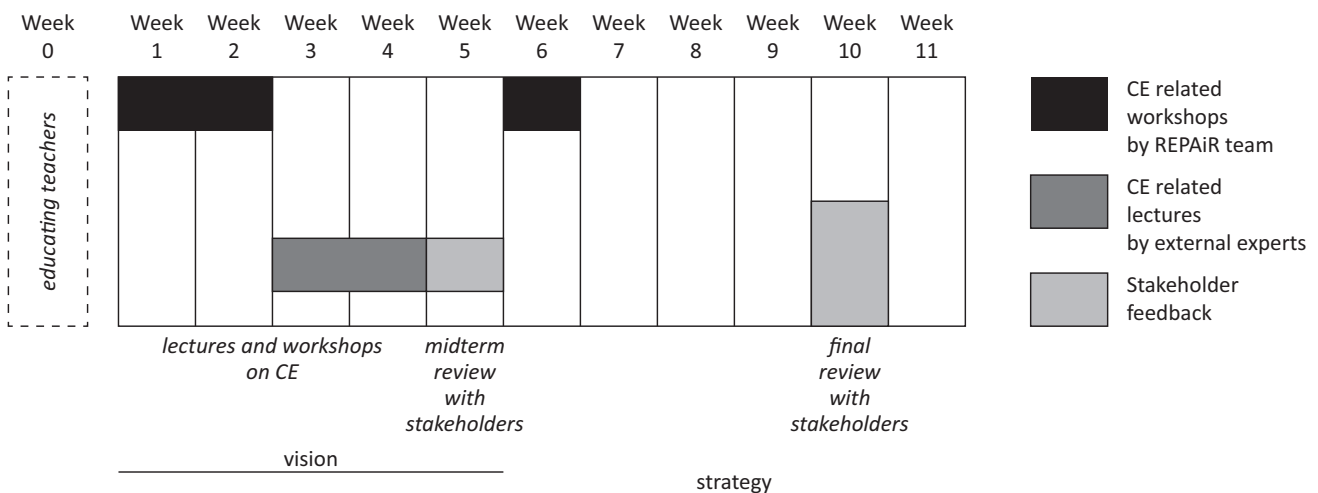 Week Week Week Week Week Week Week Week Week Week Week Week
0 1 2 3 4 5 6 7 8 9 10 11
educating teachers
CE related
workshops
by REPAiR team
CE related
lectures
by external experts
Stakeholder
feedback
lectures and workshops
on CE
midterm
review
with
stakeholders
final
review
with
stakeholders
vision
strategy